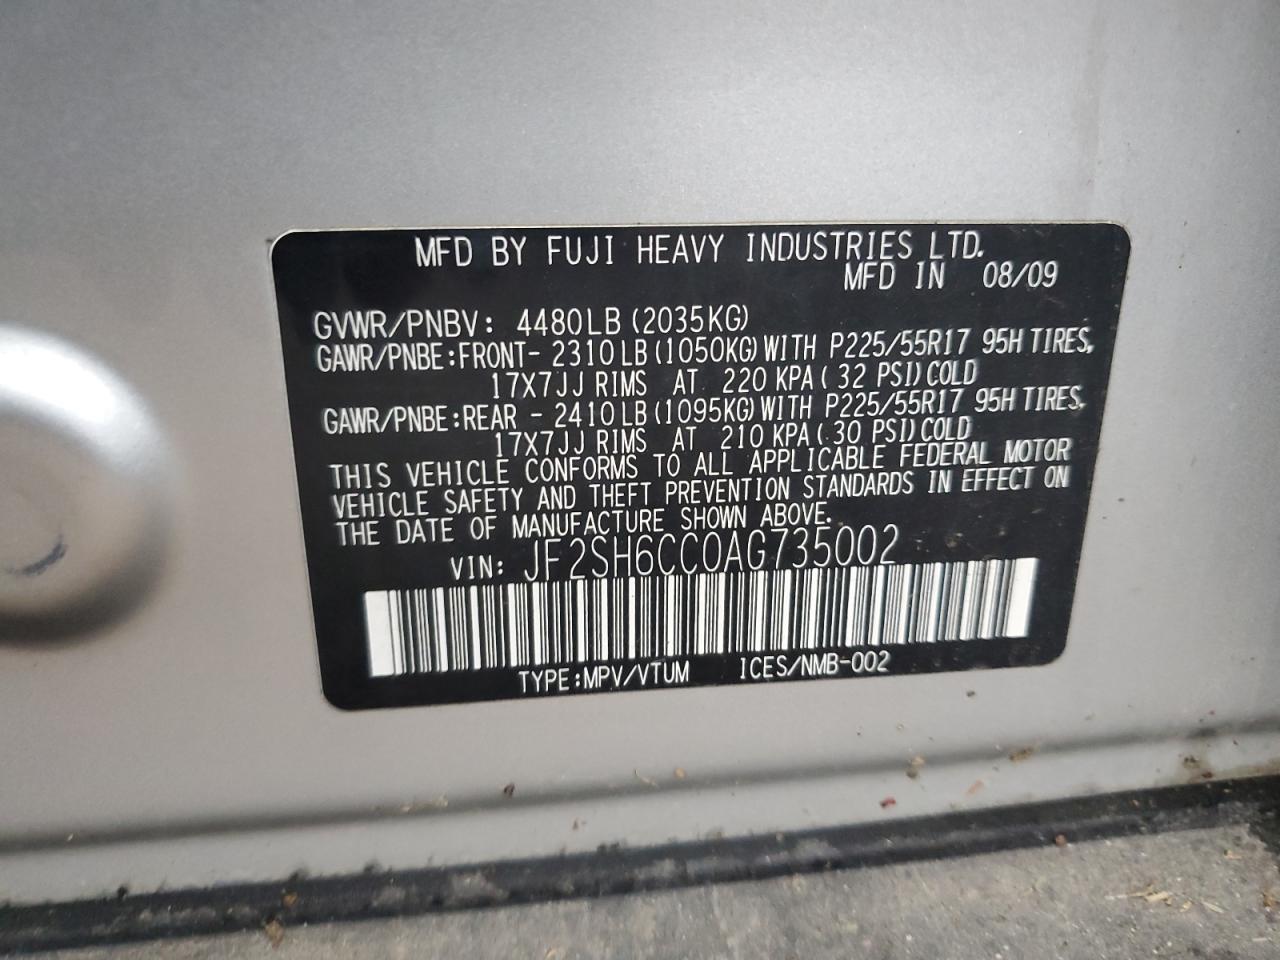 MFD BY FUJI HEAVY INDUSTRIES LTD.
MFD IN 08/09
GVWR/PNBV: 4480LB (2035KG)
GAWR/PNBE:FRONT- 2310LB (1050KG) WITH P225/55R17 95H TIRES,
17X7JJ RIMS AT 220 KPA ( 32 PSI) COLD
GAWR/PNBE:REAR - 2410LB (1095KG) WITH P225/55R17 95H TIRES,
17X7JJ RIMS AT 210 KPA ( 30 PSI) COLD
THIS VEHICLE CONFORMS TO ALL APPLICABLE FEDERAL MOTOR
VEHICLE SAFETY AND THEFT PREVENTION STANDARDS IN EFFECT ON
THE DATE OF MANUFACTURE SHOWN ABOVE.
VIN: JF2SH6CC0AG735002
TYPE:MPV/VTUM ICES/NMB-002